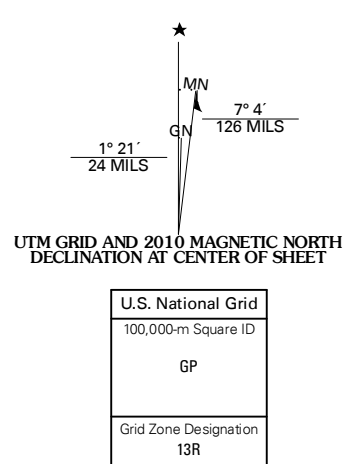 ★
MN
7° 4´
126 MILS
GN
1° 21´
24 MILS
UTM GRID AND 2010 MAGNETIC NORTH
DECLINATION AT CENTER OF SHEET
U.S. National Grid
100,000-m Square ID
GP
Grid Zone Designation
13R